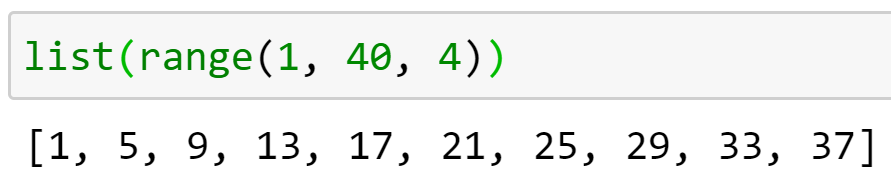 list(range(1, 40, 4))
[1, 5, 9, 13, 17, 21, 25, 29, 33, 37]